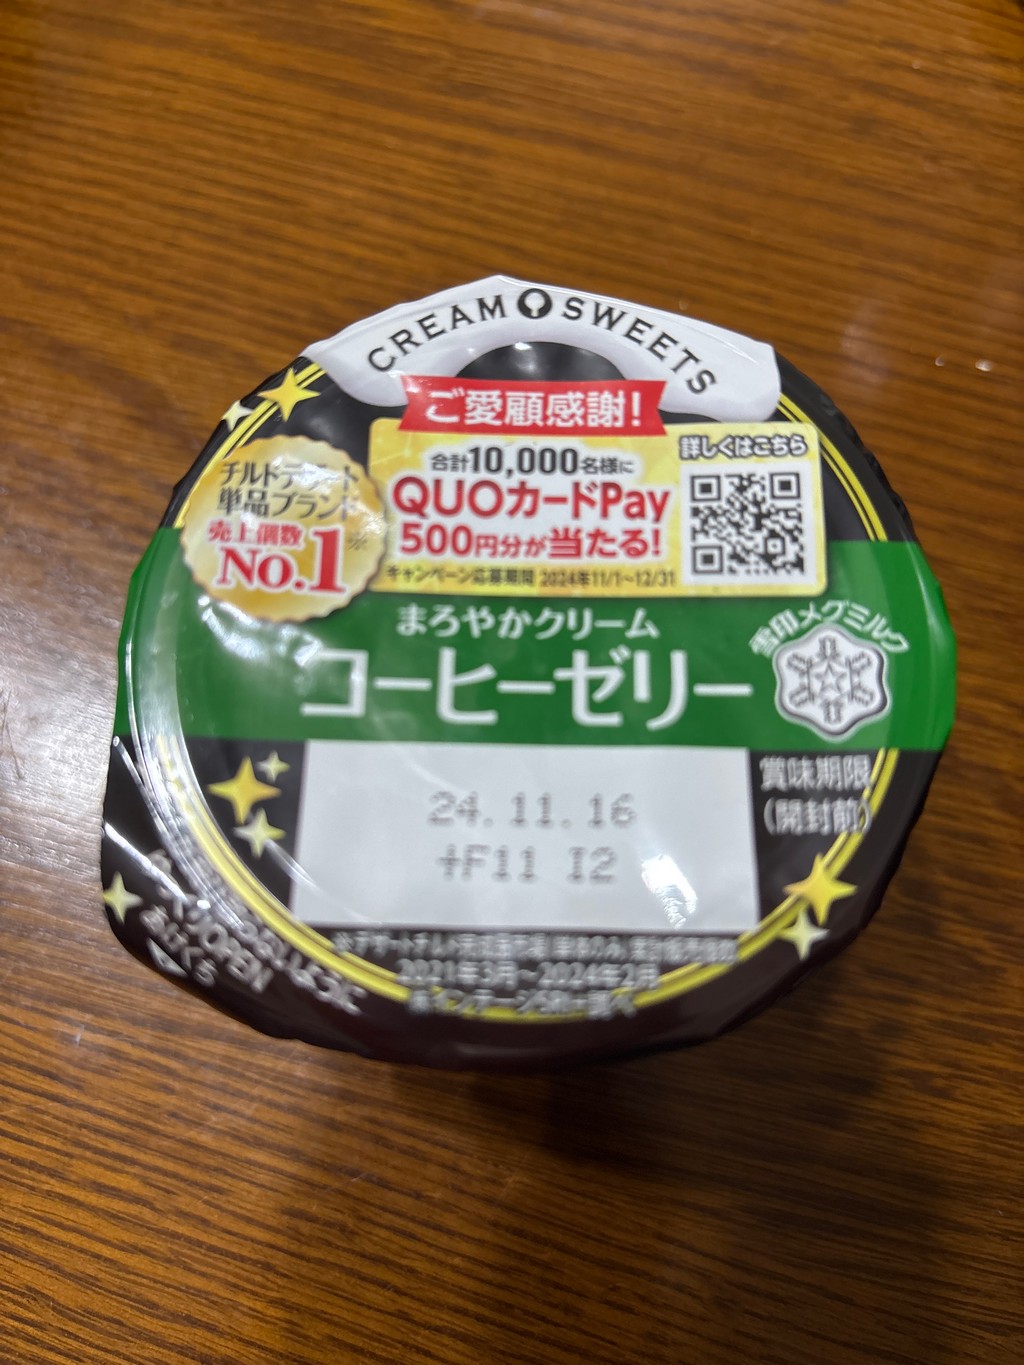 CREAM SWEETS
ご愛顧感謝!
合計10,000名様に
QUOカードPay
500円分が当たる!
キャンペーン応募期間 2024年11/1~12/31
詳しくはこちら
チルドデザート
単品ブランド
売上個数※
No.1
まろやかクリーム
コーヒーゼリー
雪印メグミルク
賞味期限
(開封前)
24.11.16
+F11 12
2021年3月~2024年2月
OPEN
あけくち